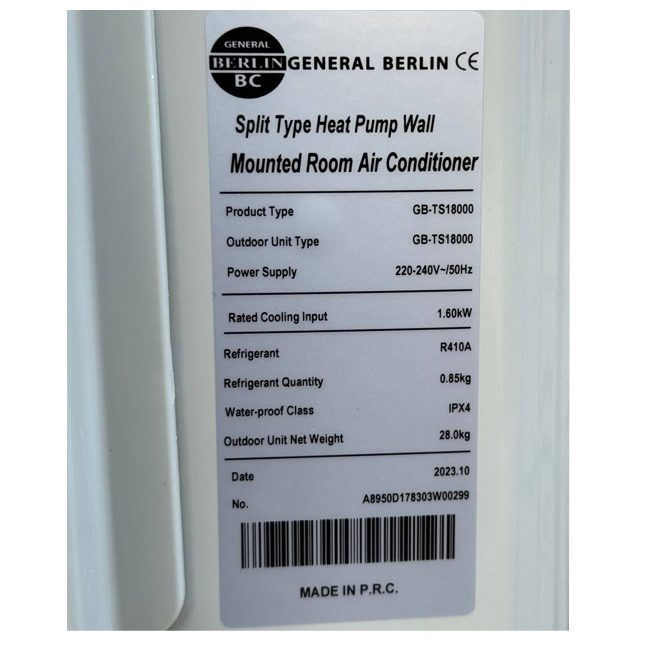 GENERAL
BERLIN
BC
GENERAL BERLIN CE
Split Type Heat Pump Wall
Mounted Room Air Conditioner
Product Type GB-TS18000
Outdoor Unit Type GB-TS18000
Power Supply 220-240V~/50Hz
Rated Cooling Input 1.60kW
Refrigerant R410A
Refrigerant Quantity 0.85kg
Water-proof Class IPX4
Outdoor Unit Net Weight 28.0kg
Date 2023.10
No. A8950D178303W00299
MADE IN P.R.C.